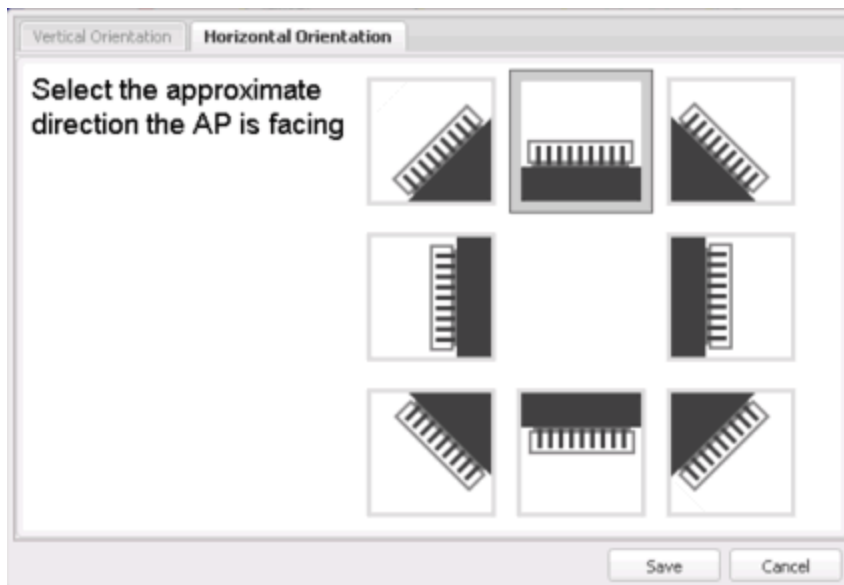 Vertical Orientation
Horizontal Orientation
Select the approximate
direction the AP is facing
Save
Cancel